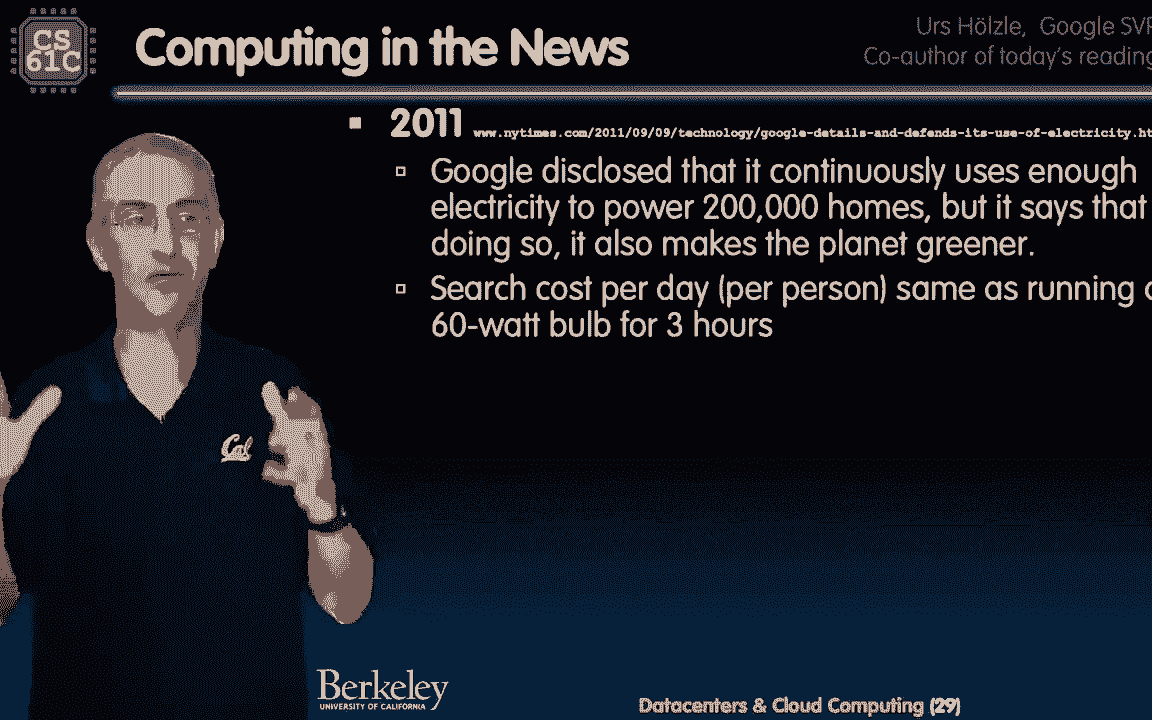 CS
61C
Computing in the News
Urs Hölzle, Google SVP
Co-author of today's reading
2011 www.nytimes.com/2011/09/09/technology/google-details-and-defends-its-use-of-electricity.ht
Google disclosed that it continuously uses enough
electricity to power 200,000 homes, but it says that
doing so, it also makes the planet greener.
Search cost per day (per person) same as running
60-watt bulb for 3 hours
Cal
Berkeley
UNIVERSITY OF CALIFORNIA
Datacenters & Cloud Computing (29)